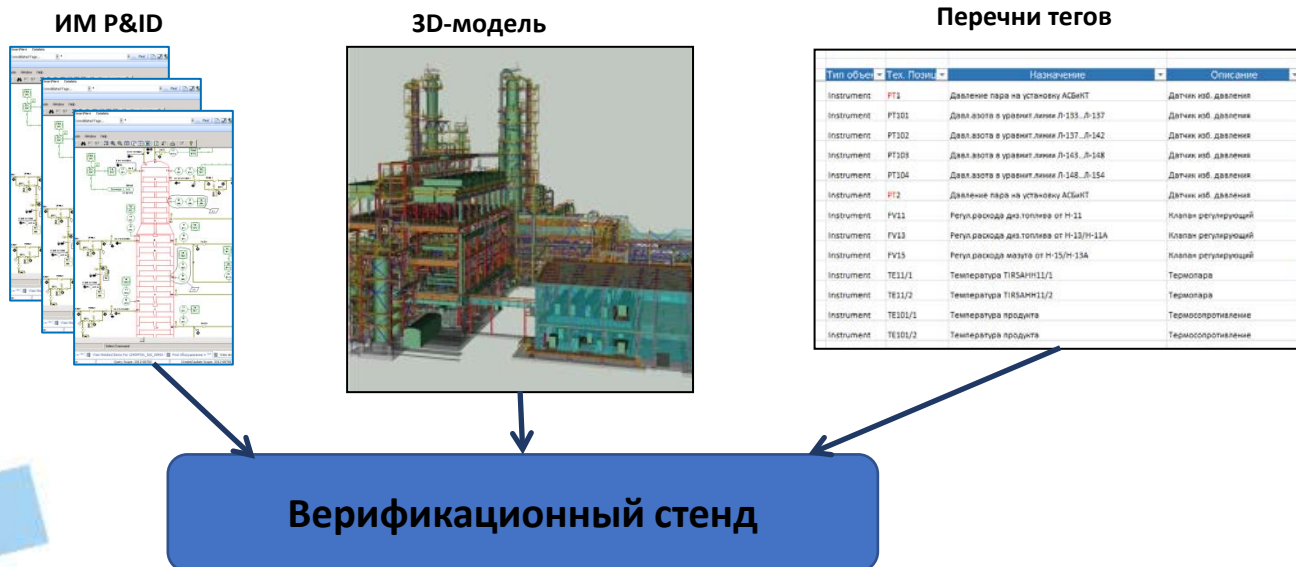 ИМ P&ID
3D-модель
Перечни тегов
Тип объек Тех. Позиц Назначение Описание
Instrument PT1 Давление пара на установку АСБиКТ Датчик изб. давления
Instrument PT101 Давл.азота в уравнит.линии Л-133...Л-137 Датчик изб. давления
Instrument PT102 Давл.азота в уравнит.линии Л-137...Л-142 Датчик изб. давления
Instrument PT103 Давл.азота в уравнит.линии Л-143...Л-148 Датчик изб. давления
Instrument PT104 Давл.азота в уравнит.линии Л-148...Л-154 Датчик изб. давления
Instrument PT2 Давление пара на установку АСБиКТ Датчик изб. давления
Instrument FV11 Регул.расхода диз.топлива от Н-11 Клапан регулирующий
Instrument FV13 Регул.расхода диз.топлива от Н-13/Н-11А Клапан регулирующий
Instrument FV15 Регул.расхода мазута от Н-15/Н-13А Клапан регулирующий
Instrument TE11/1 Температура TIRSAHH11/1 Термопара
Instrument TE11/2 Температура TIRSAHH11/2 Термопара
Instrument TE101/1 Температура продукта Термосопротивление
Instrument TE101/2 Температура продукта Термосопротивление
Верификационный стенд